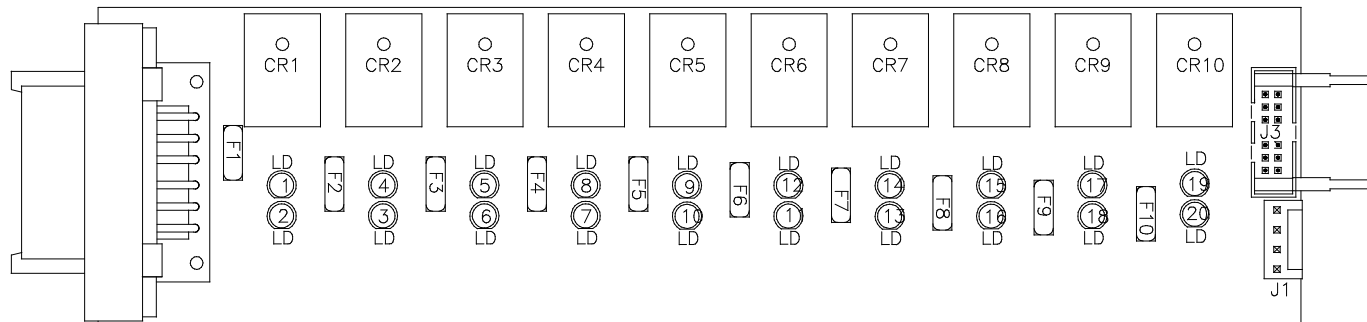 CR1 CR2 CR3 CR4 CR5 CR6 CR7 CR8 CR9 CR10
J3
F1 F2 F3 F4 F5 F6 F7 F8 F9 F10
LD LD LD LD LD LD LD LD LD LD
1 4 5 8 9 12 14 15 17 19
2 3 6 7 10 11 13 16 18 20
LD LD LD LD LD LD LD LD LD LD
J1